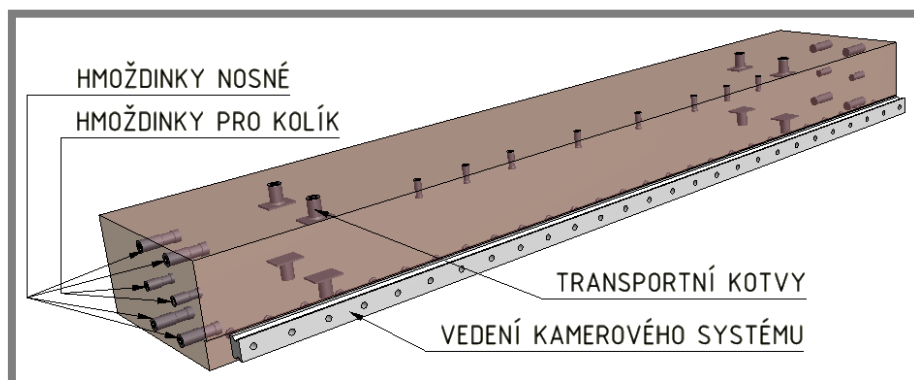 HMOŽDINKY NOSNÉ
HMOŽDINKY PRO KOLÍK
TRANSPORTNÍ KOTVY
VEDENÍ KAMEROVÉHO SYSTÉMU